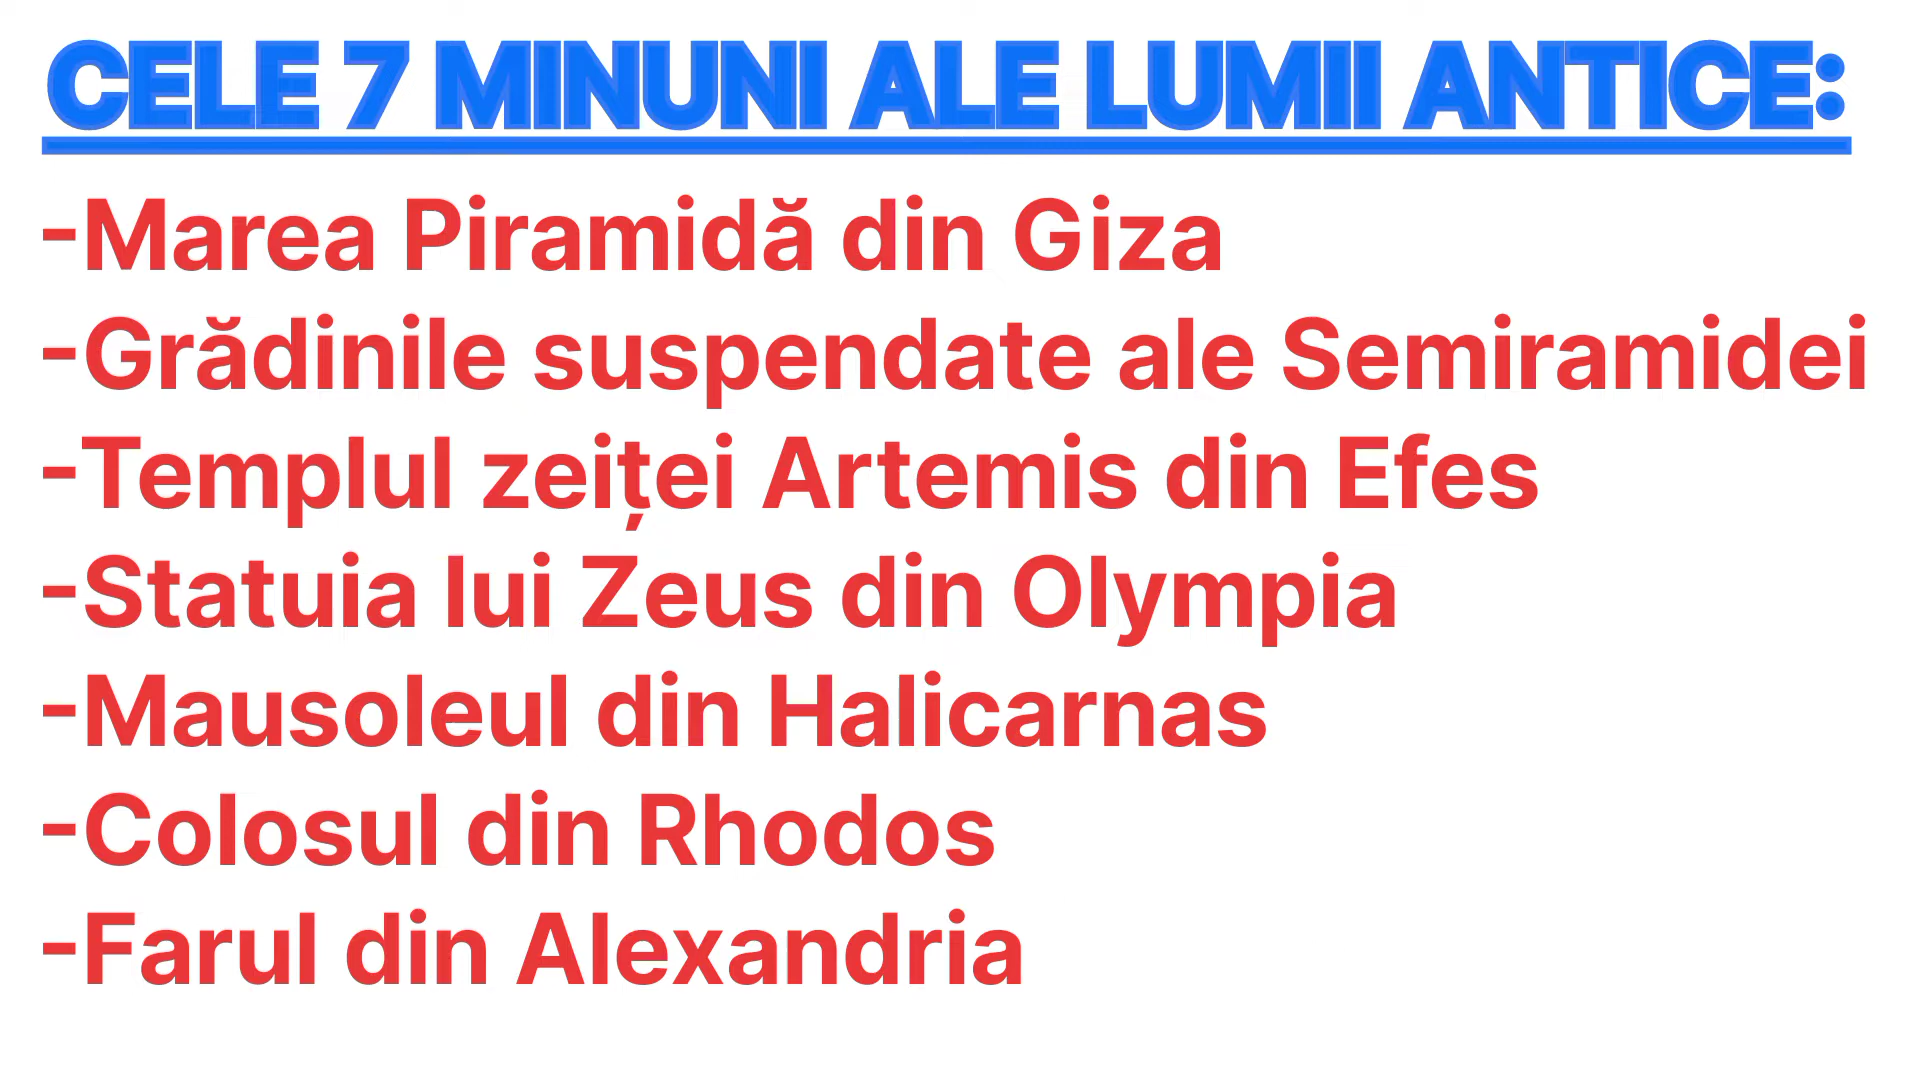 CELE 7 MINUNI ALE LUMII ANTICE:
-Marea Piramidă din Giza
-Grădinile suspendate ale Semiramidei
-Templul zeiței Artemis din Efes
-Statuia lui Zeus din Olympia
-Mausoleul din Halicarnas
-Colosul din Rhodos
-Farul din Alexandria